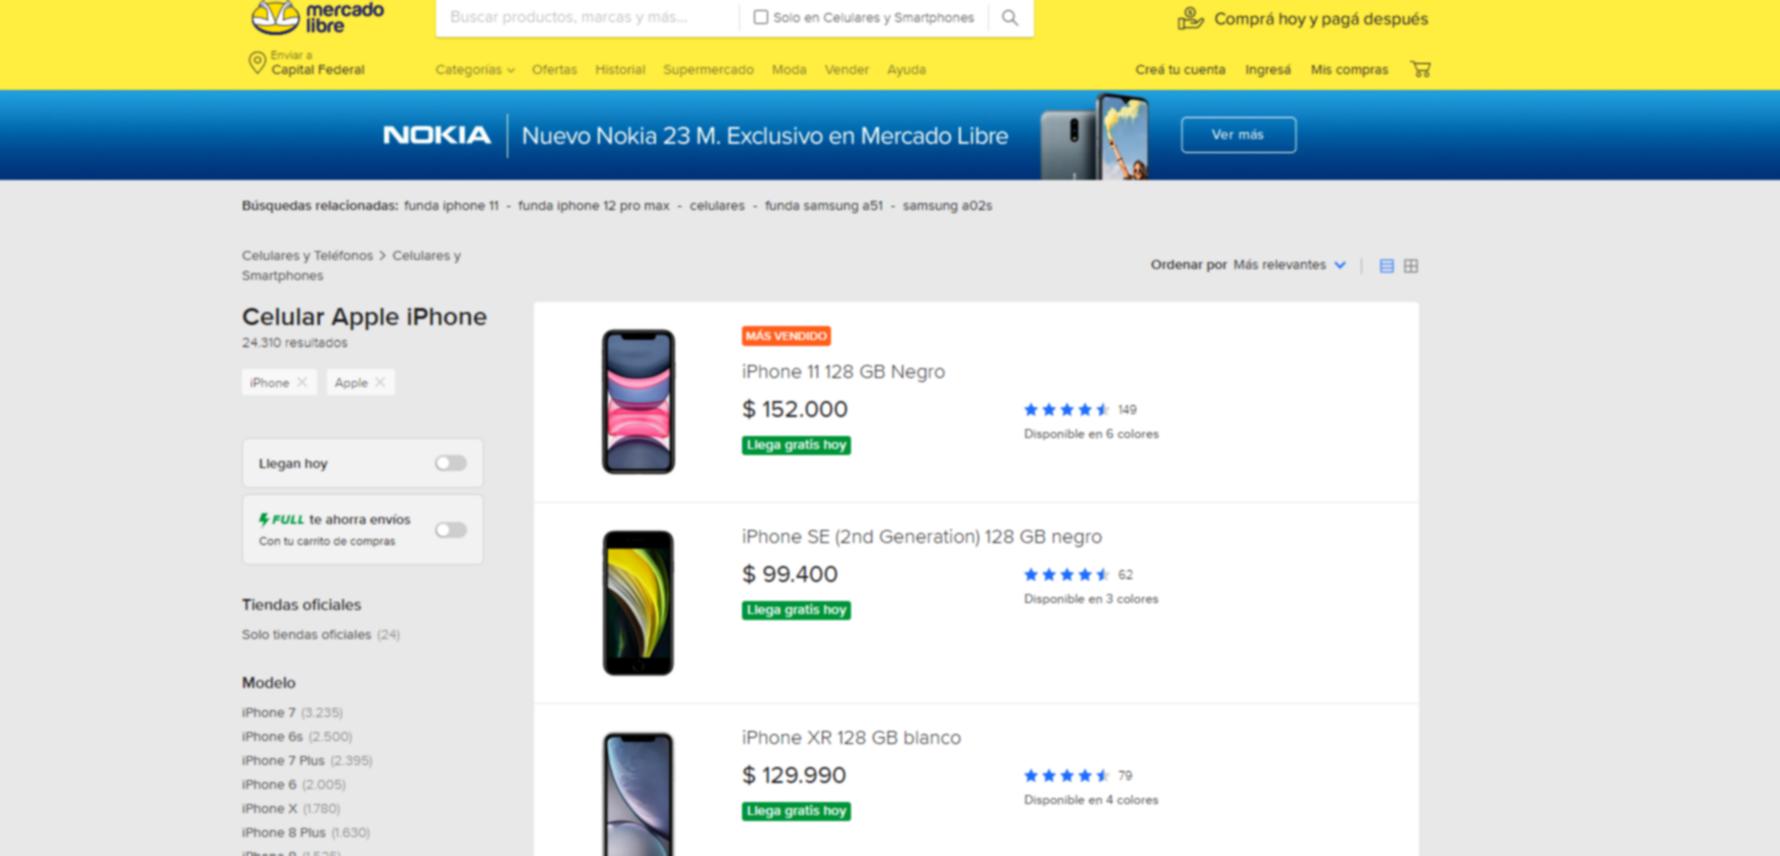 mercado
libre
Buscar productos, marcas y más...
Solo en Celulares y Smartphones
Comprá hoy y pagá después
Enviar a
Capital Federal
Categorías Ofertas Historial Supermercado Moda Vender Ayuda
Creá tu cuenta Ingresá Mis compras
NOKIA Nuevo Nokia 23 M. Exclusivo en Mercado Libre
Ver más
Búsquedas relacionadas: funda iphone 11 - funda iphone 12 pro max - celulares - funda samsung a51 - samsung a02s
Celulares y Teléfonos > Celulares y
Smartphones
Ordenar por Más relevantes
Celular Apple iPhone
24.310 resultados
iPhone Apple
Llegan hoy
FULL te ahorra envíos
Con tu carrito de compras
Tiendas oficiales
Solo tiendas oficiales (24)
Modelo
iPhone 7 (3.235)
iPhone 6s (2.500)
iPhone 7 Plus (2.395)
iPhone 6 (2.005)
iPhone X (1.780)
iPhone 8 Plus (1.630)
MÁS VENDIDO
iPhone 11 128 GB Negro
$ 152.000
149
Llega gratis hoy
Disponible en 6 colores
iPhone SE (2nd Generation) 128 GB negro
$ 99.400
62
Llega gratis hoy
Disponible en 3 colores
iPhone XR 128 GB blanco
$ 129.990
79
Llega gratis hoy
Disponible en 4 colores